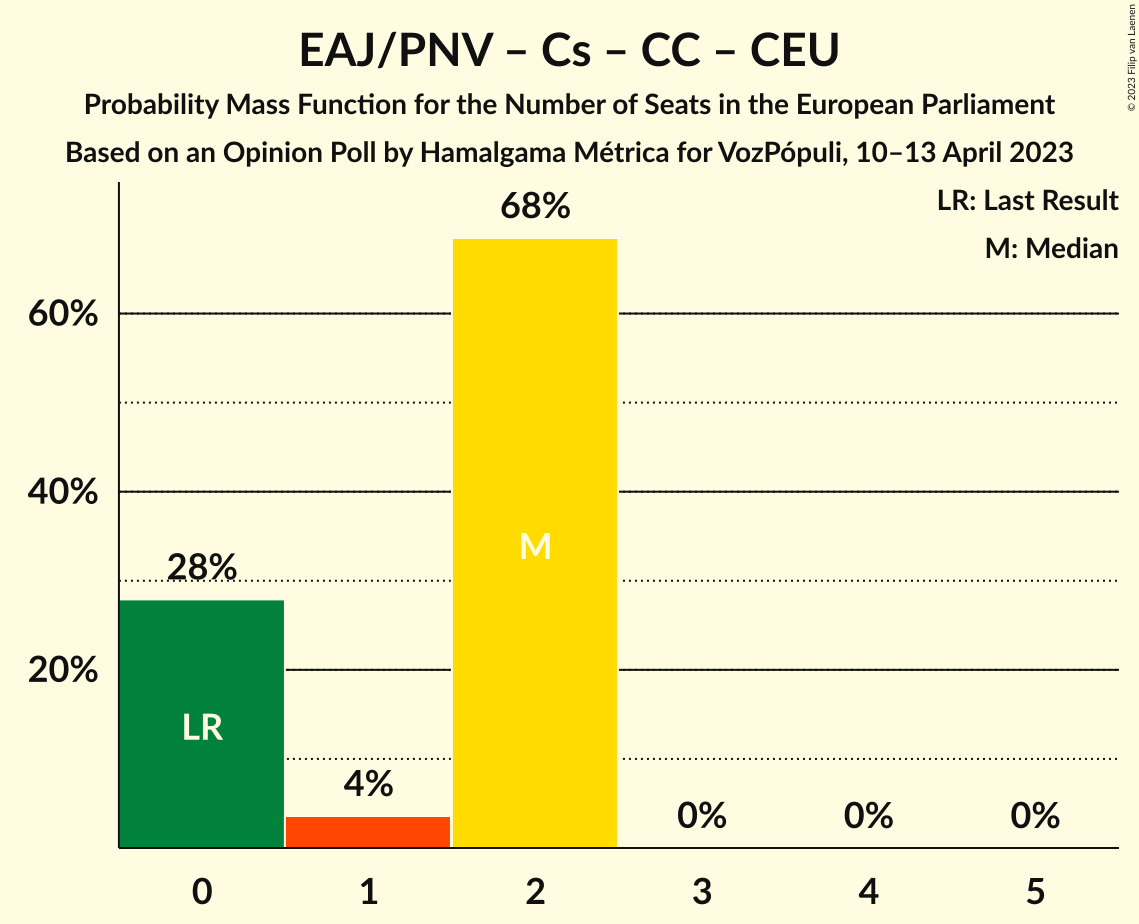 EAJ/PNV – Cs – CC – CEU
Probability Mass Function for the Number of Seats in the European Parliament
Based on an Opinion Poll by Hamalgama Métrica for VozPópuli, 10–13 April 2023
© 2023 Filip van Laenen
LR: Last Result
M: Median
68%
60%
40%
M
28%
20%
LR
4%
0%
0%
0%
0
1
2
3
4
5